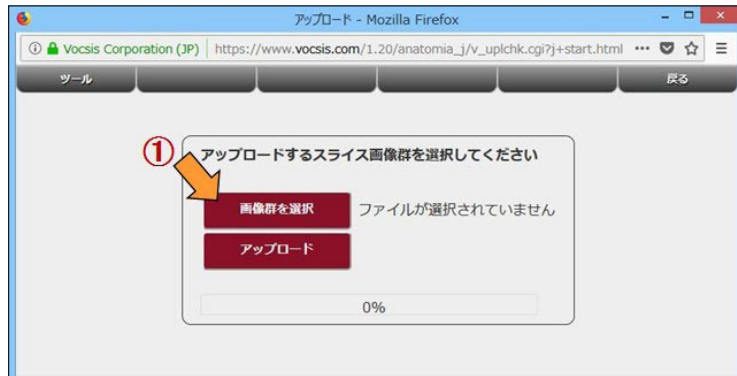 アップロード - Mozilla Firefox
Vocsis Corporation (JP) https://www.vocsis.com/1.20/anatomia_j/v_uplchk.cgi?j+start.html
ツール 戻る
①
アップロードするスライス画像群を選択してください
画像群を選択 ファイルが選択されていません
アップロード
0%